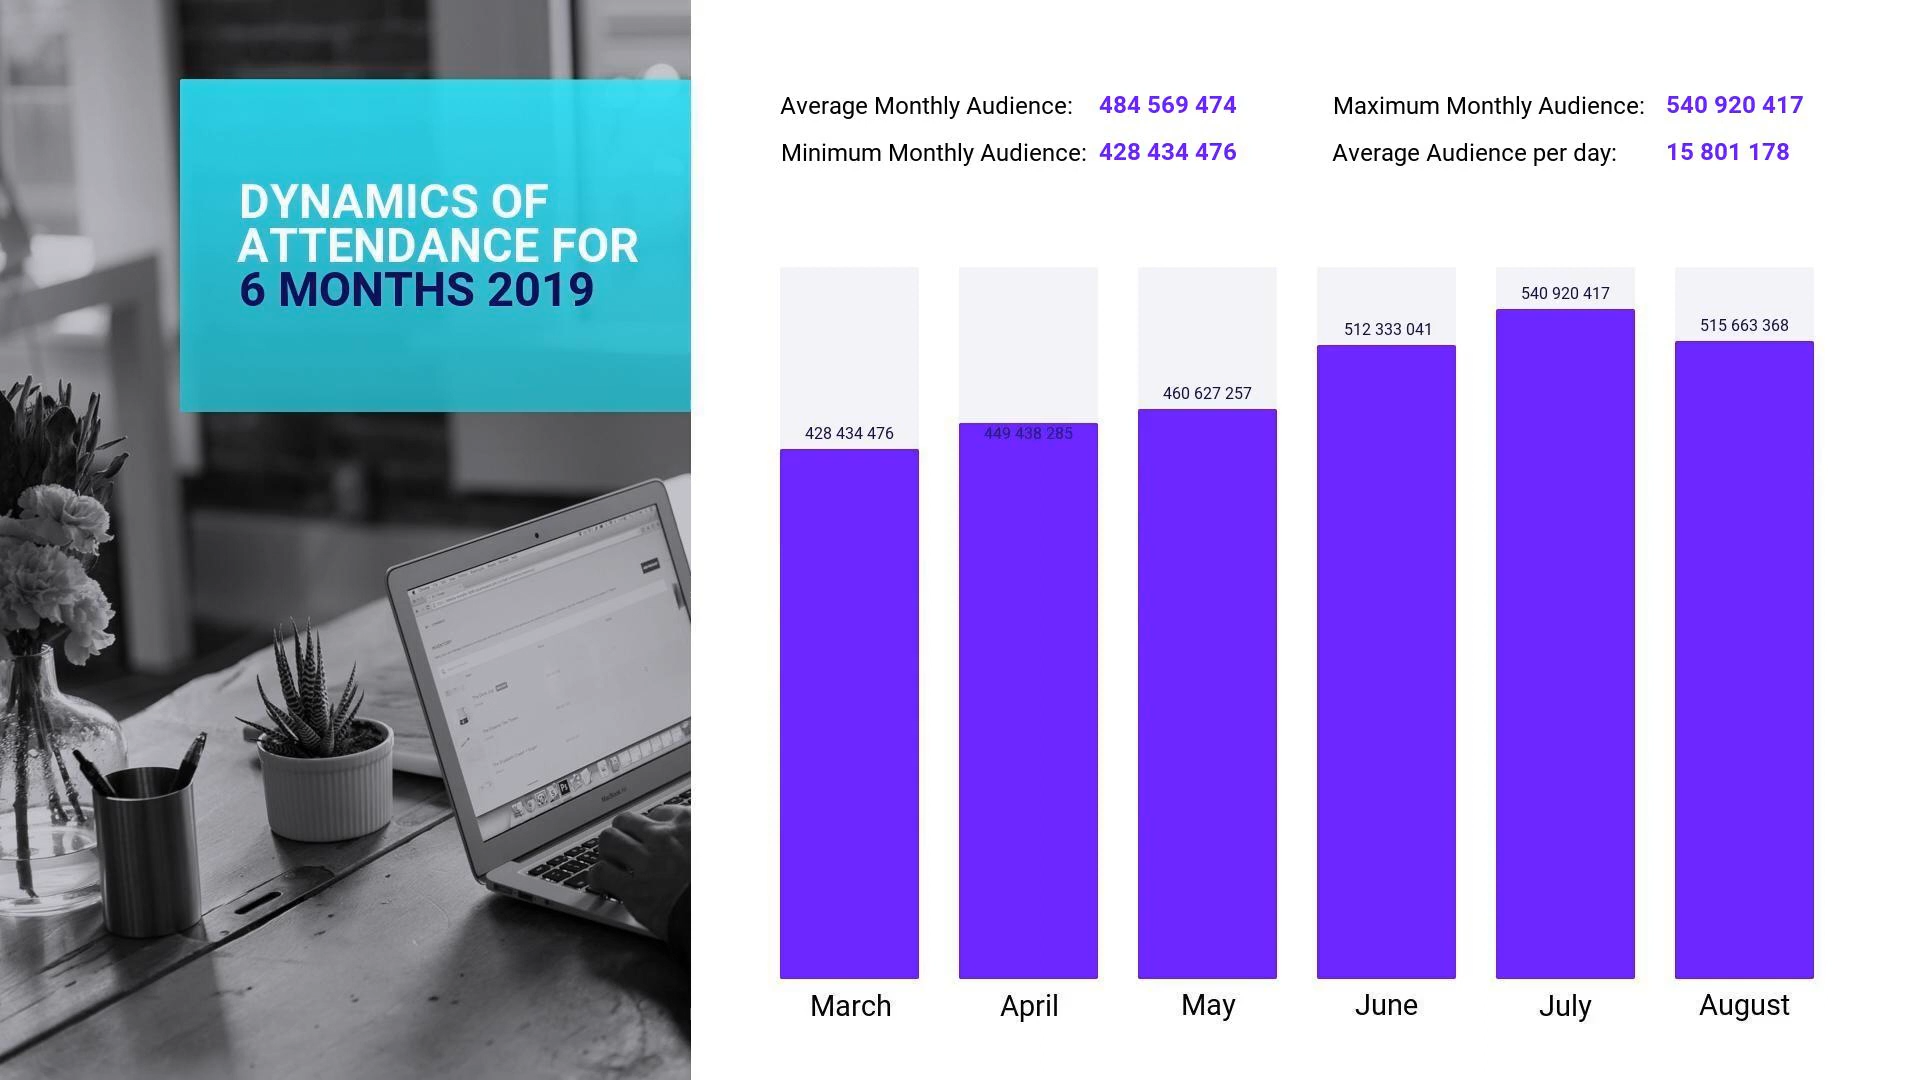 DYNAMICS OF
ATTENDANCE FOR
6 MONTHS 2019
Average Monthly Audience: 484 569 474
Minimum Monthly Audience: 428 434 476
Maximum Monthly Audience: 540 920 417
Average Audience per day: 15 801 178
428 434 476
449 438 285
460 627 257
512 333 041
540 920 417
515 663 368
March
April
May
June
July
August
MacBook Air